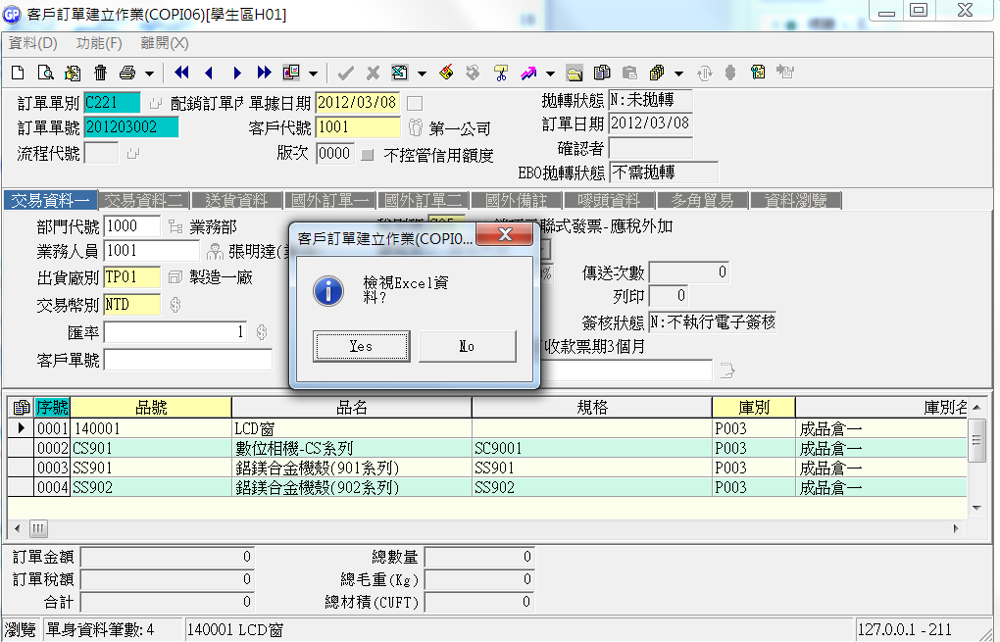 客戶訂單建立作業(COPI06)[學生區H01]
資料(D) 功能(F) 離開(X)
訂單單別 C221 配銷訂單 單據日期 2012/03/08 拋轉狀態 N:未拋轉
訂單單號 201203002 客戶代號 1001 第一公司 訂單日期 2012/03/08
流程代號 版次 0000 不控管信用額度 確認者
EBO拋轉狀態 不需拋轉
交易資料一 交易資料二 送貨資料 國外訂單一 國外訂單二 國外備註 嘜頭資料 多角貿易 資料瀏覽
部門代號 1000 業務部 聯式發票-應稅外加
業務人員 1001 張明達(
出貨廠別 TP01 製造一廠 % 傳送次數 0
交易幣別 NTD 列印 0
匯率 1 簽核狀態 N:不執行電子簽核
客戶單號 收款票期3個月
客戶訂單建立作業(COPI0...
檢視Excel資
料?
Yes No
序號 品號 品名 規格 庫別 庫別名
0001 140001 LCD窗 P003 成品倉一
0002 CS901 數位相機-CS系列 SC9001 P003 成品倉一
0003 SS901 鋁鎂合金機殼(901系列) SS901 P003 成品倉一
0004 SS902 鋁鎂合金機殼(902系列) SS902 P003 成品倉一
訂單金額 0 總數量 0
訂單稅額 0 總毛重(Kg) 0
合計 0 總材積(CUFT) 0
瀏覽 單身資料筆數: 4 140001 LCD窗 127.0.0.1 - 211